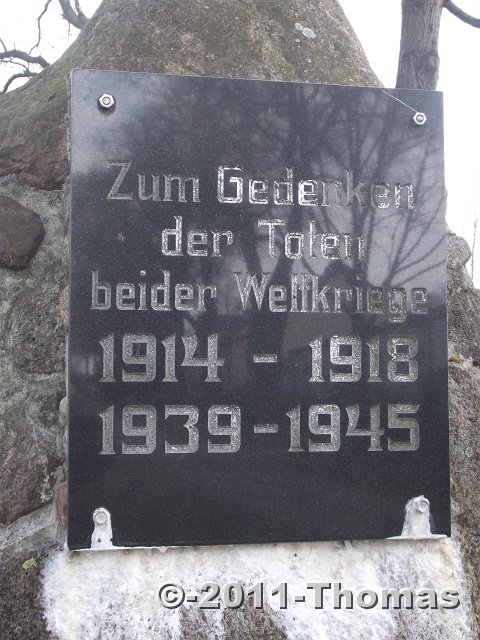 Zum Gedenken
der Toten
beider Weltkriege
1914 - 1918
1939 - 1945
©-2011-Thomas